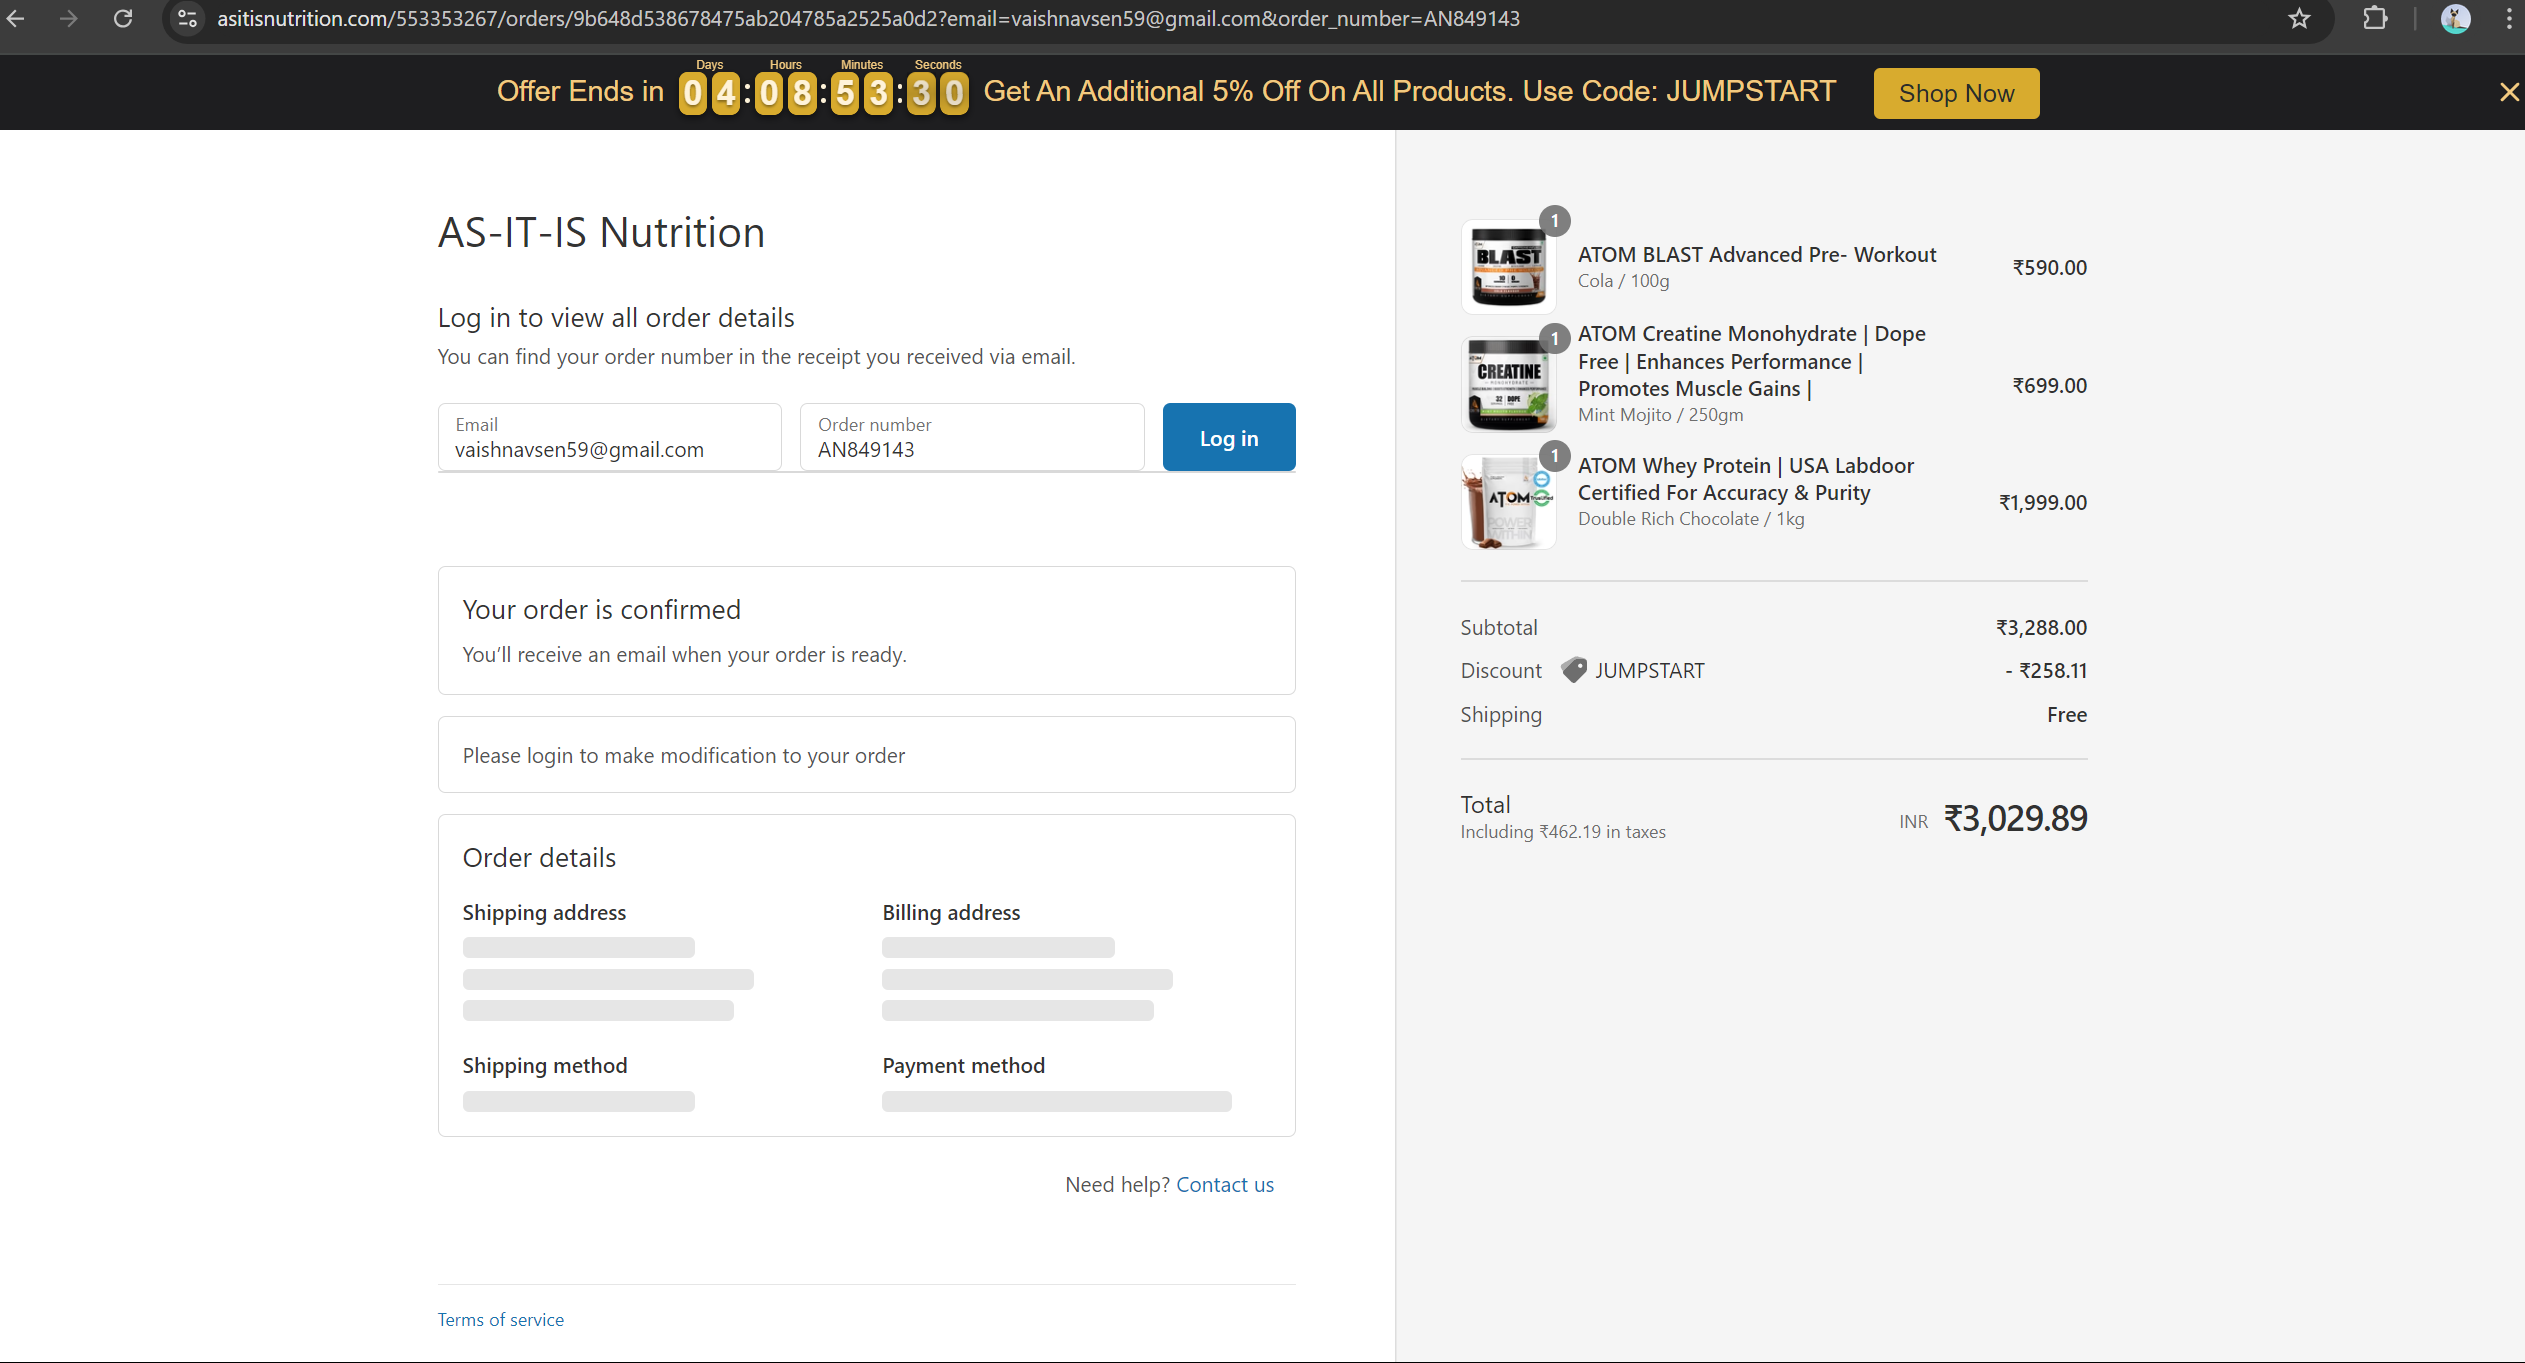 asitisnutrition.com/553353267/orders/9b648d538678475ab204785a2525a0d2?email=vaishnavsen59@gmail.com&order_number=AN849143
Days Hours Minutes Seconds
Offer Ends in 04:08:53:30 Get An Additional 5% Off On All Products. Use Code: JUMPSTART Shop Now
AS-IT-IS Nutrition
Log in to view all order details
You can find your order number in the receipt you received via email.
Email
vaishnavsen59@gmail.com
Order number
AN849143
Log in
Your order is confirmed
You’ll receive an email when your order is ready.
Please login to make modification to your order
Order details
Shipping address
Billing address
Shipping method
Payment method
Need help? Contact us
Terms of service
BLAST
1
ATOM BLAST Advanced Pre- Workout
Cola / 100g
₹590.00
CREATINE
MONOHYDRATE
1
ATOM Creatine Monohydrate | Dope
Free | Enhances Performance |
Promotes Muscle Gains |
Mint Mojito / 250gm
₹699.00
ATOM
POWER
WITHIN
1
ATOM Whey Protein | USA Labdoor
Certified For Accuracy & Purity
Double Rich Chocolate / 1kg
₹1,999.00
Subtotal ₹3,288.00
Discount JUMPSTART - ₹258.11
Shipping Free
Total
Including ₹462.19 in taxes
INR ₹3,029.89